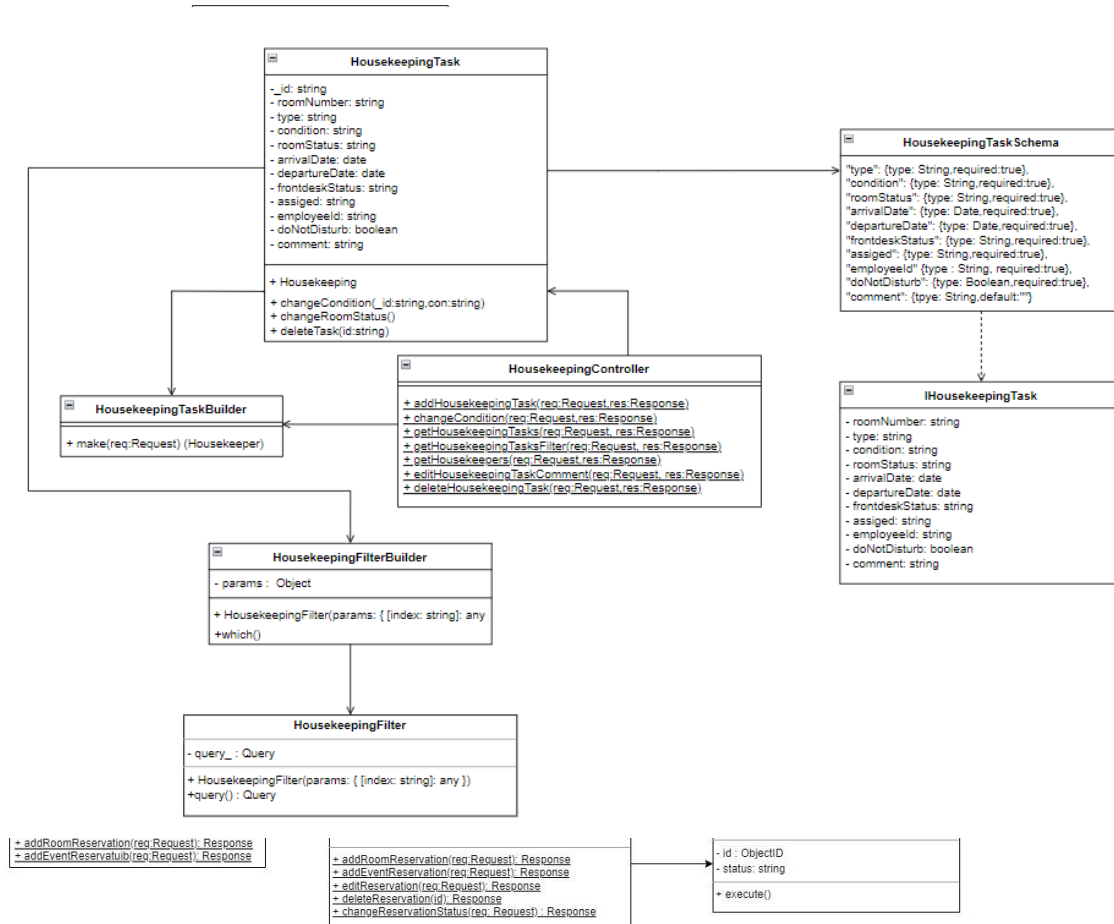 HousekeepingTask
-_id: string
- roomNumber: string
- type: string
- condition: string
- roomStatus: string
- arrivalDate: date
- departureDate: date
- frontdeskStatus: string
- assiged: string
- employeeId: string
- doNotDisturb: boolean
- comment: string
+ Housekeeping
+ changeCondition(_id:string,con:string)
+ changeRoomStatus()
+ deleteTask(id:string)
HousekeepingTaskSchema
"type": {type: String,required:true},
"condition": {type: String,required:true},
"roomStatus": {type: String,required:true},
"arrivalDate": {type: Date,required:true},
"departureDate": {type: Date,required:true},
"frontdeskStatus": {type: String,required:true},
"assiged": {type: String,required:true},
"employeeId" {type : String, required:true},
"doNotDisturb": {type: Boolean,required:true},
"comment": {tpye: String,default:""}
HousekeepingController
+ addHousekeepingTask(req:Request,res:Response)
+ changeCondition(req:Request,res:Response)
+ getHousekeepingTasks(req:Request, res:Response)
+ getHousekeepingTasksFilter(req:Request, res:Response)
+ getHousekeepers(req:Request,res:Response)
+ editHousekeepingTaskComment(req:Request, res:Response)
+ deleteHousekeepingTask(req:Request,res:Response)
HousekeepingTaskBuilder
+ make(req:Request) (Housekeeper)
IHousekeepingTask
- roomNumber: string
- type: string
- condition: string
- roomStatus: string
- arrivalDate: date
- departureDate: date
- frontdeskStatus: string
- assiged: string
- employeeId: string
- doNotDisturb: boolean
- comment: string
HousekeepingFilterBuilder
- params : Object
+ HousekeepingFilter(params: { [index: string]: any
+which()
HousekeepingFilter
- query_ : Query
+ HousekeepingFilter(params: { [index: string]: any })
+query() : Query
+ addRoomReservation(req:Request): Response
+ addEventReservatuib(req:Request): Response
+ addRoomReservation(req:Request): Response
+ addEventReservation(req:Request): Response
+ editReservation(req:Request): Response
+ deleteReservation(id): Response
+ changeReservationStatus(req: Request) : Response
- id : ObjectID
- status: string
+ execute()